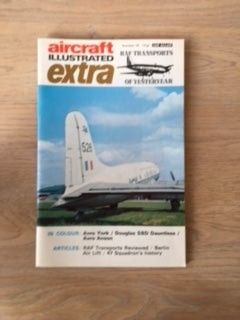 aircraft
ILLUSTRATED
extra
RAF TRANSPORTS
OF YESTERYEAR
528
IN COLOUR: Avro York / Douglas SBD Dauntless /
Avro Anson
ARTICLES: RAF Transports Reviewed / Berlin
Air Lift / 47 Squadron's history